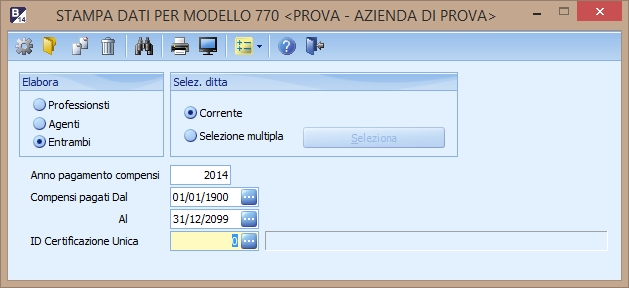 B 14 STAMPA DATI PER MODELLO 770 <PROVA - AZIENDA DI PROVA>
Elabora
Professionsti
Agenti
Entrambi
Selez. ditta
Corrente
Selezione multipla
Seleziona
Anno pagamento compensi 2014
Compensi pagati Dal 01/01/1900
Al 31/12/2099
ID Certificazione Unica 0